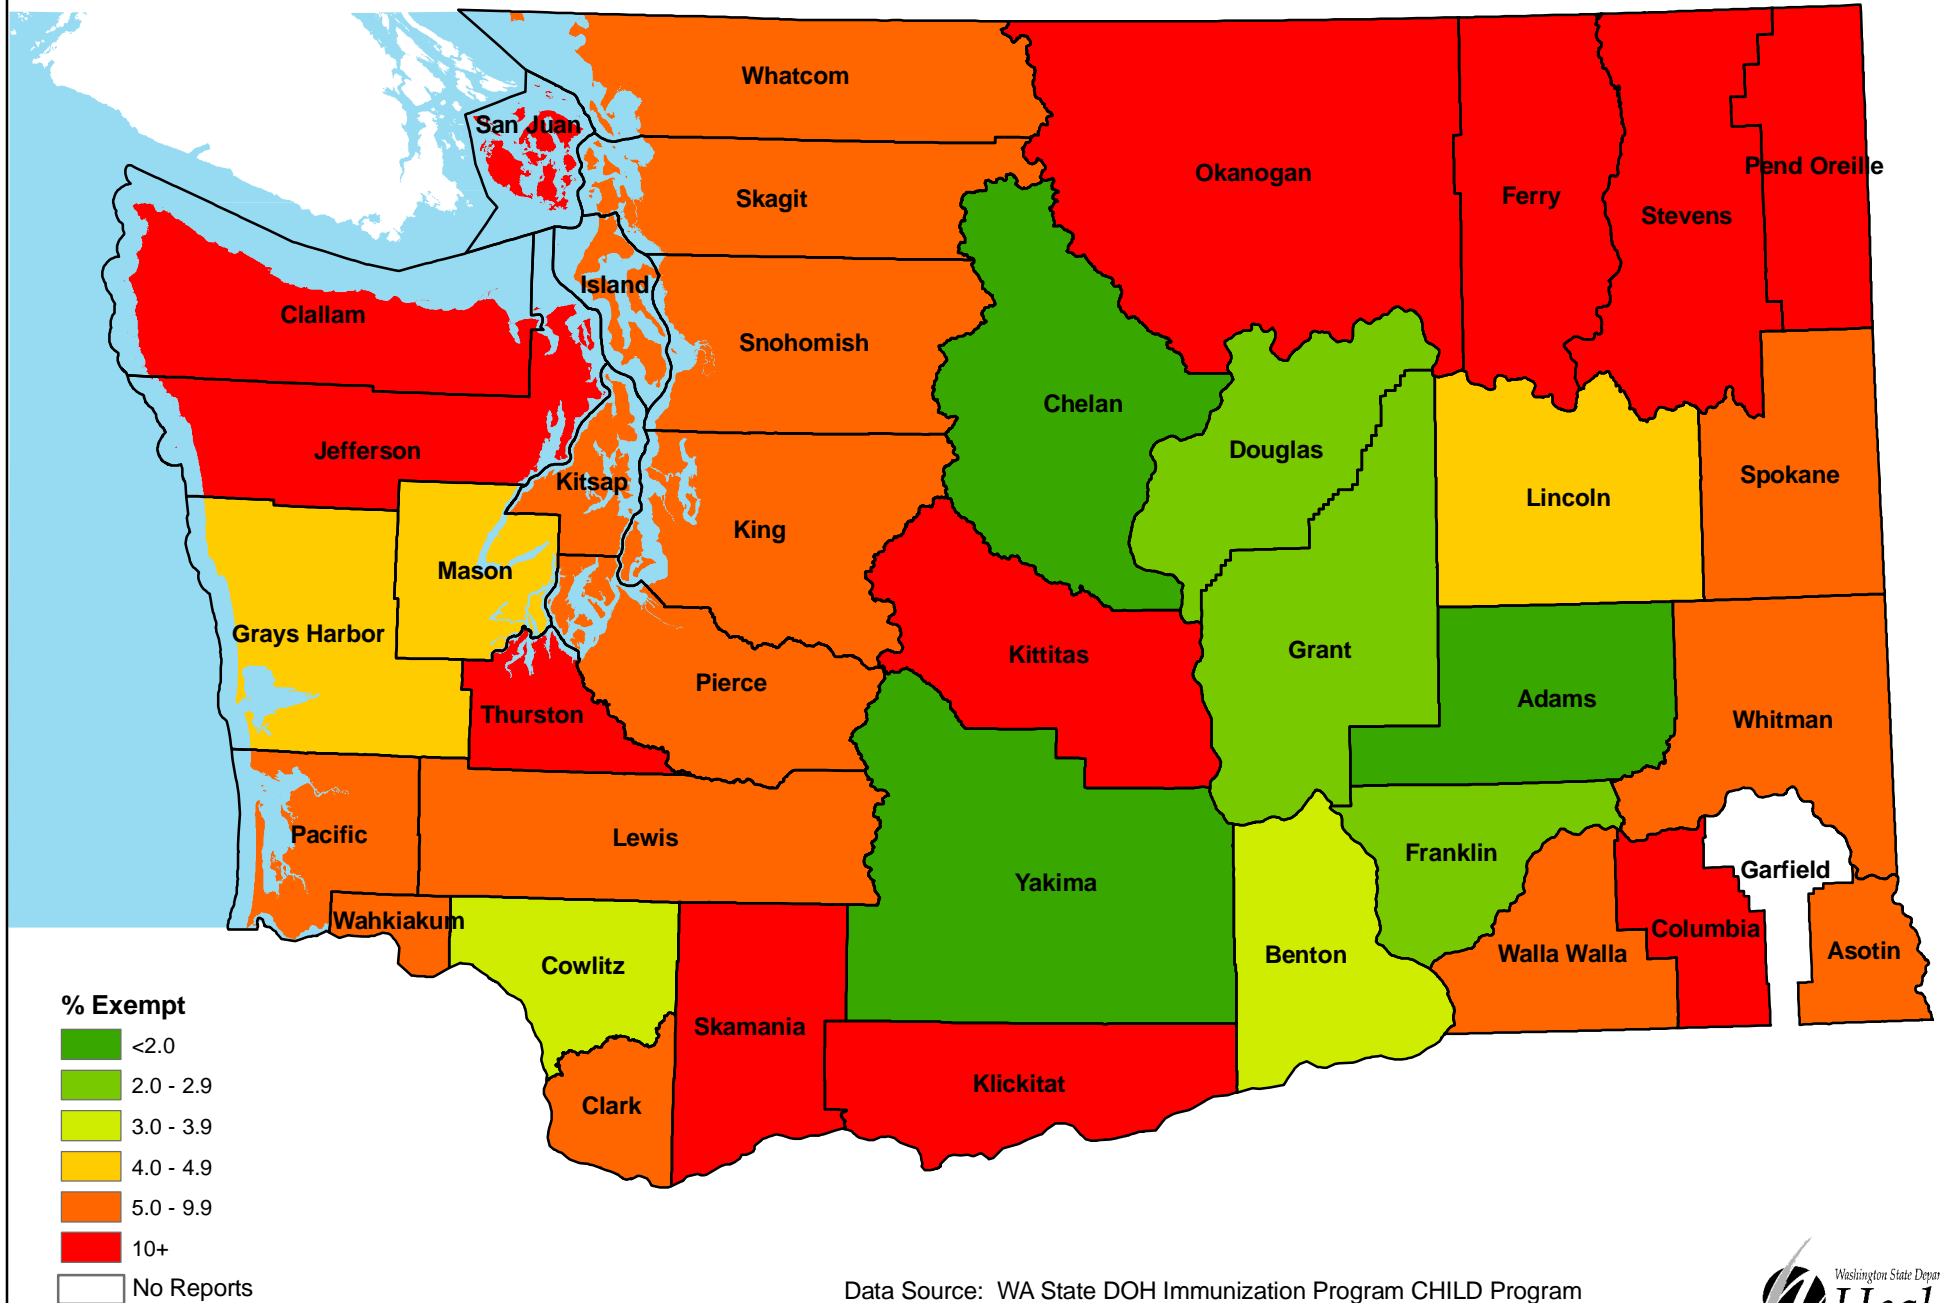 Whatcom
San Juan
Okanogan
Pend Oreille
Ferry
Skagit
Stevens
Island
Clallam
Snohomish
Chelan
Douglas
Jefferson
Kitsap
Spokane
Lincoln
King
Mason
Grays Harbor
Kittitas
Grant
Pierce
Adams
Thurston
Whitman
Pacific
Lewis
Franklin
Garfield
Yakima
Wahkiakum
Columbia
Asotin
Walla Walla
Benton
Cowlitz
Skamania
Klickitat
Clark
% Exempt
<2.0
2.0 - 2.9
3.0 - 3.9
4.0 - 4.9
5.0 - 9.9
10+
No Reports
Data Source: WA State DOH Immunization Program CHILD Program
Washington State